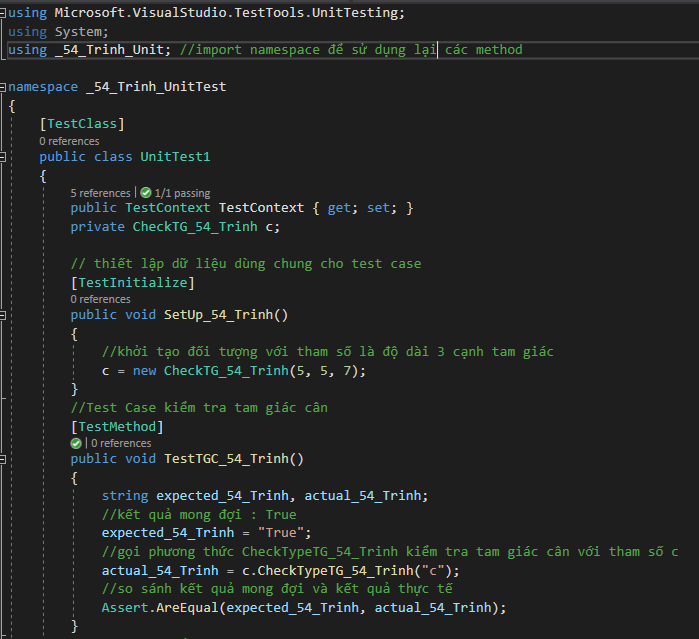 using Microsoft.VisualStudio.TestTools.UnitTesting;
using System;
using _54_Trinh_Unit; //import namespace để sử dụng lại các method
namespace _54_Trinh_UnitTest
{
[TestClass]
0 references
public class UnitTest1
{
5 references | 1/1 passing
public TestContext TestContext { get; set; }
private CheckTG_54_Trinh c;
// thiết lập dữ liệu dùng chung cho test case
[TestInitialize]
0 references
public void SetUp_54_Trinh()
{
//khởi tạo đối tượng với tham số là độ dài 3 cạnh tam giác
c = new CheckTG_54_Trinh(5, 5, 7);
}
//Test Case kiểm tra tam giác cân
[TestMethod]
| 0 references
public void TestTGC_54_Trinh()
{
string expected_54_Trinh, actual_54_Trinh;
//kết quả mong đợi : True
expected_54_Trinh = "True";
//gọi phương thức CheckTypeTG_54_Trinh kiểm tra tam giác cân với tham số c
actual_54_Trinh = c.CheckTypeTG_54_Trinh("c");
//so sánh kết quả mong đợi và kết quả thực tế
Assert.AreEqual(expected_54_Trinh, actual_54_Trinh);
}